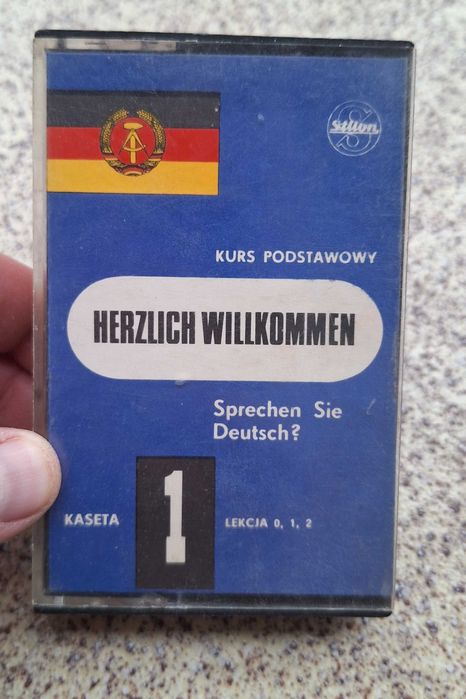 Stilon
KURS PODSTAWOWY
HERZLICH WILLKOMMEN
Sprechen Sie
Deutsch?
KASETA 1 LEKCJA 0, 1, 2